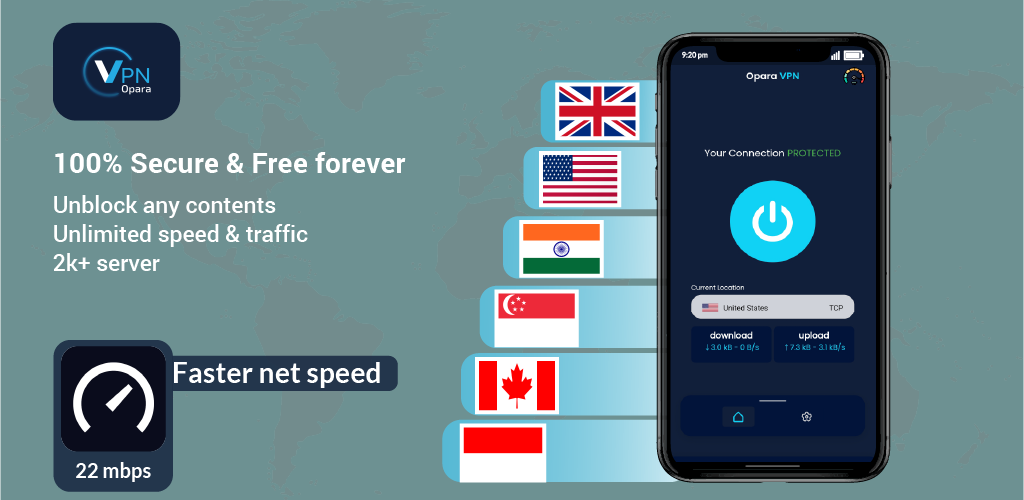 VPN
Opara
100% Secure & Free forever
Unblock any contents
Unlimited speed & traffic
2k+ server
Faster net speed
22 mbps
9:20 pm
Opara VPN
Your Connection PROTECTED
Current Location
United States TCP
download upload
↓ 3.0 kB - 0 B/s ↑ 7.3 kB - 3.1 kB/s